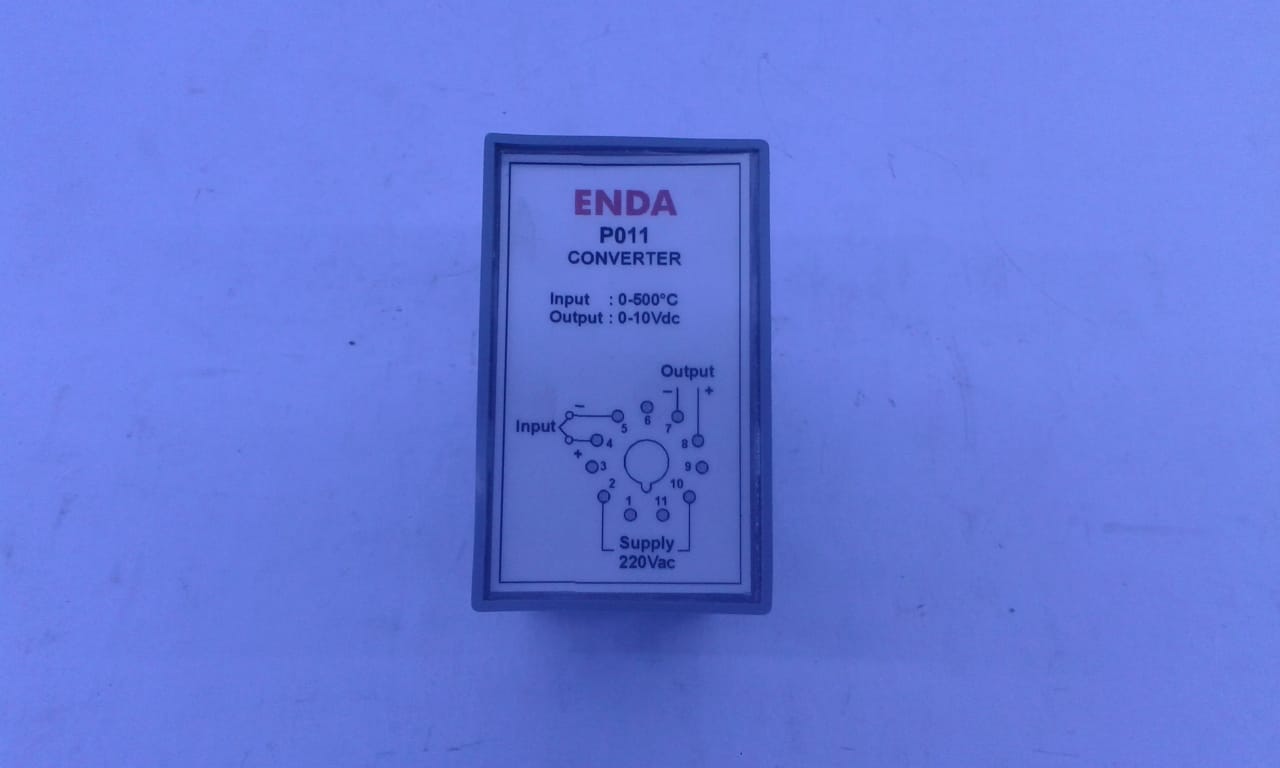 ENDA
P011
CONVERTER
Input : 0-500°C
Output : 0-10Vdc
Output
– +
–
Input
5 6 7
4 8
+
3 9
2 10
1 11
Supply
220Vac